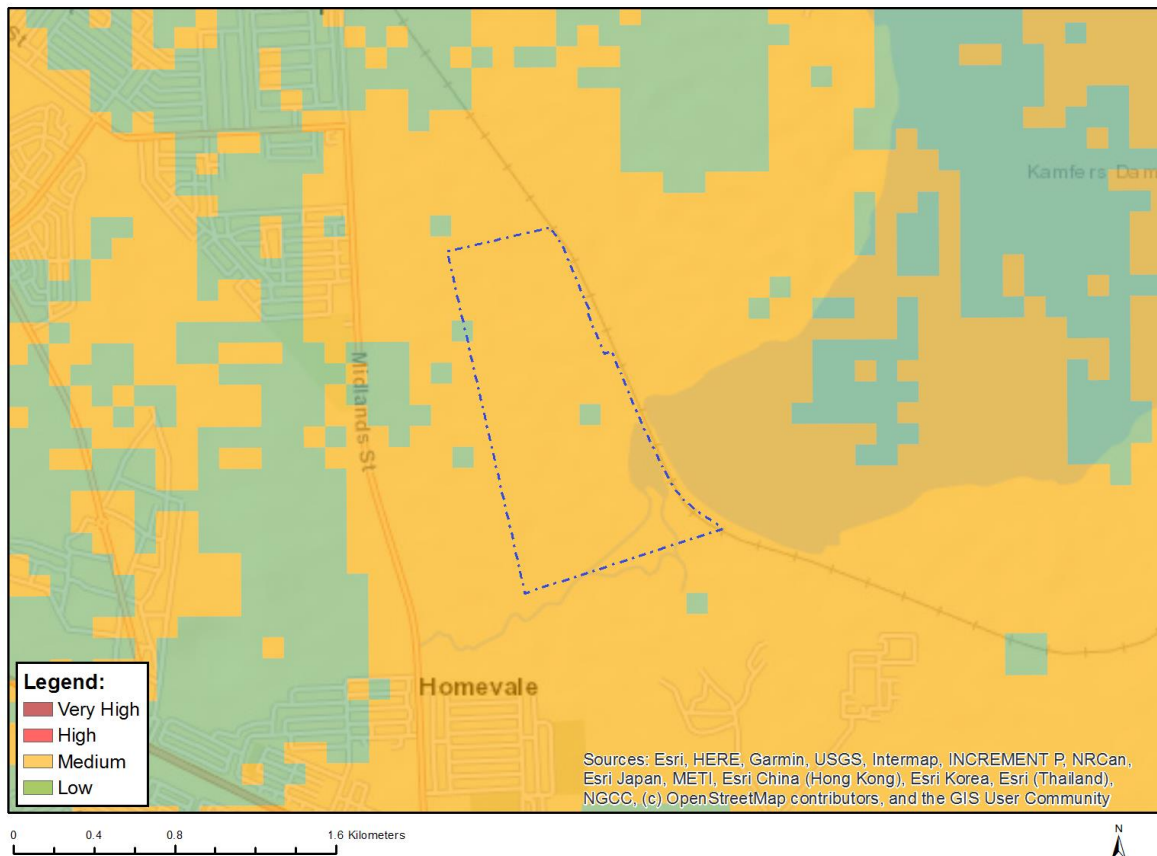 st
Kamfers Dam
Midlands St
Homevale
Legend:
Very High
High
Medium
Low
Sources: Esri, HERE, Garmin, USGS, Intermap, INCREMENT P, NRCan,
Esri Japan, METI, Esri China (Hong Kong), Esri Korea, Esri (Thailand),
NGCC, (c) OpenStreetMap contributors, and the GIS User Community
0 0.4 0.8 1.6 Kilometers
N